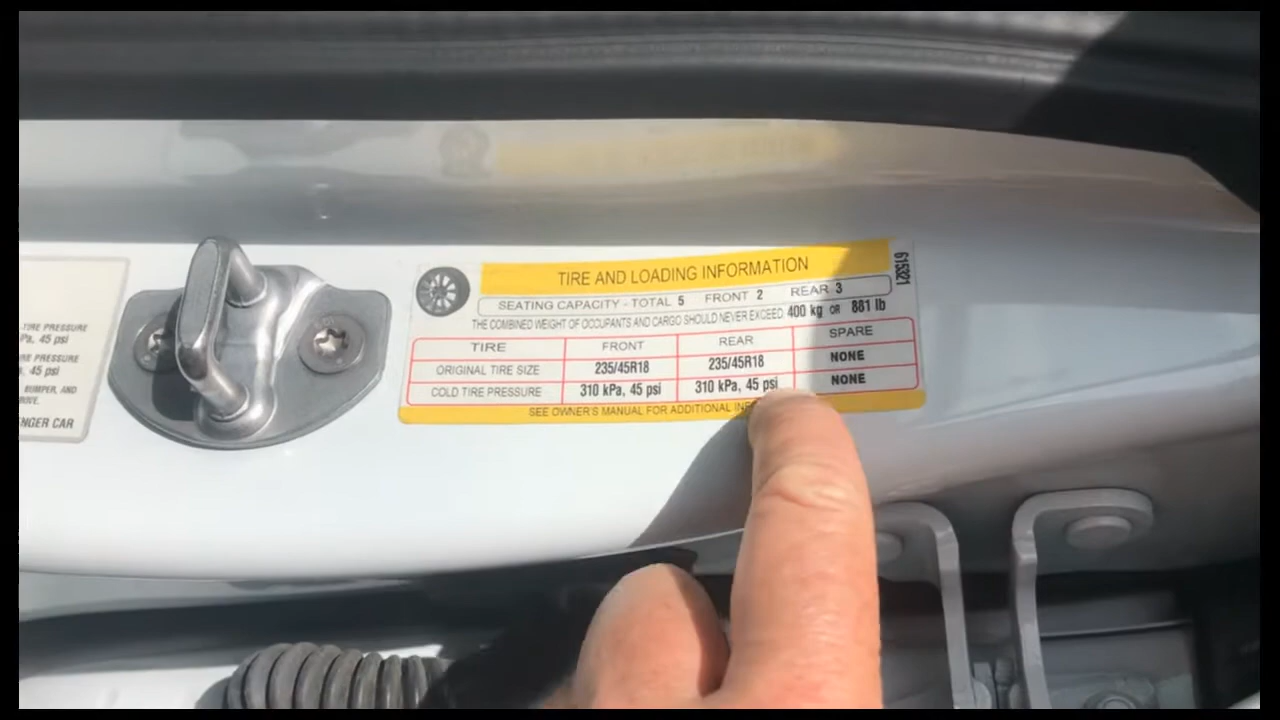 TIRE PRESSURE
Pa, 45 psi
RE PRESSURE
, 45 psi
BUMPER, AND
BOVE.
NGER CAR
TIRE AND LOADING INFORMATION
615321
SEATING CAPACITY - TOTAL 5 FRONT 2 REAR 3
THE COMBINED WEIGHT OF OCCUPANTS AND CARGO SHOULD NEVER EXCEED 400 kg OR 881 lb
TIRE FRONT REAR SPARE
ORIGINAL TIRE SIZE 235/45R18 235/45R18 NONE
COLD TIRE PRESSURE 310 kPa, 45 psi 310 kPa, 45 psi NONE
SEE OWNER'S MANUAL FOR ADDITIONAL